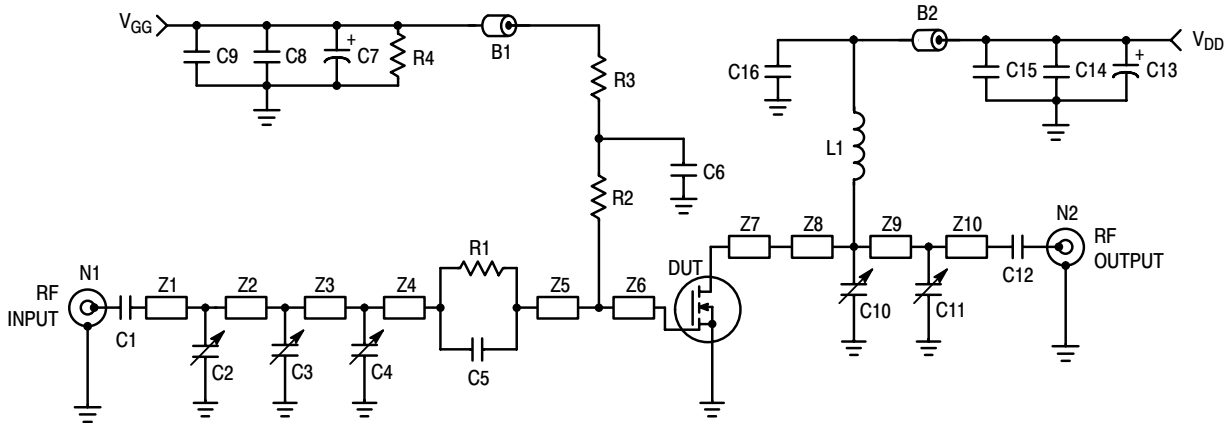 B2
V_GG
B1
V_DD
C9
C8
+
C7
R4
C16
C15
C14
+
C13
R3
L1
C6
R2
Z7
Z8
Z9
Z10
N2
RF
OUTPUT
R1
DUT
C12
N1
Z1
Z2
Z3
Z4
Z5
Z6
RF
INPUT
C10
C11
C1
C2
C3
C4
C5